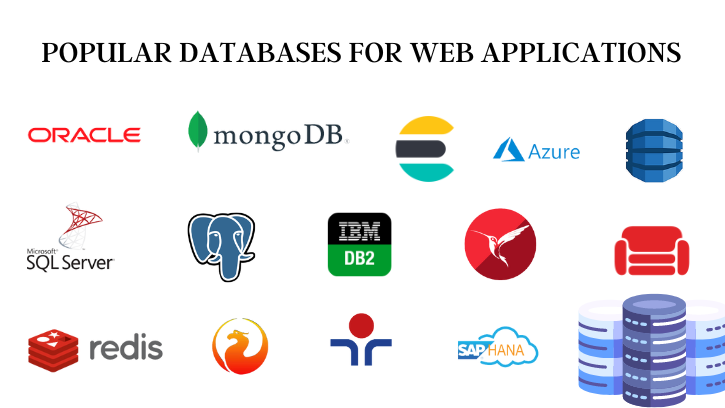 POPULAR DATABASES FOR WEB APPLICATIONS
ORACLE
mongoDB
Azure
Microsoft
SQL Server
IBM
DB2
redis
SAP HANA